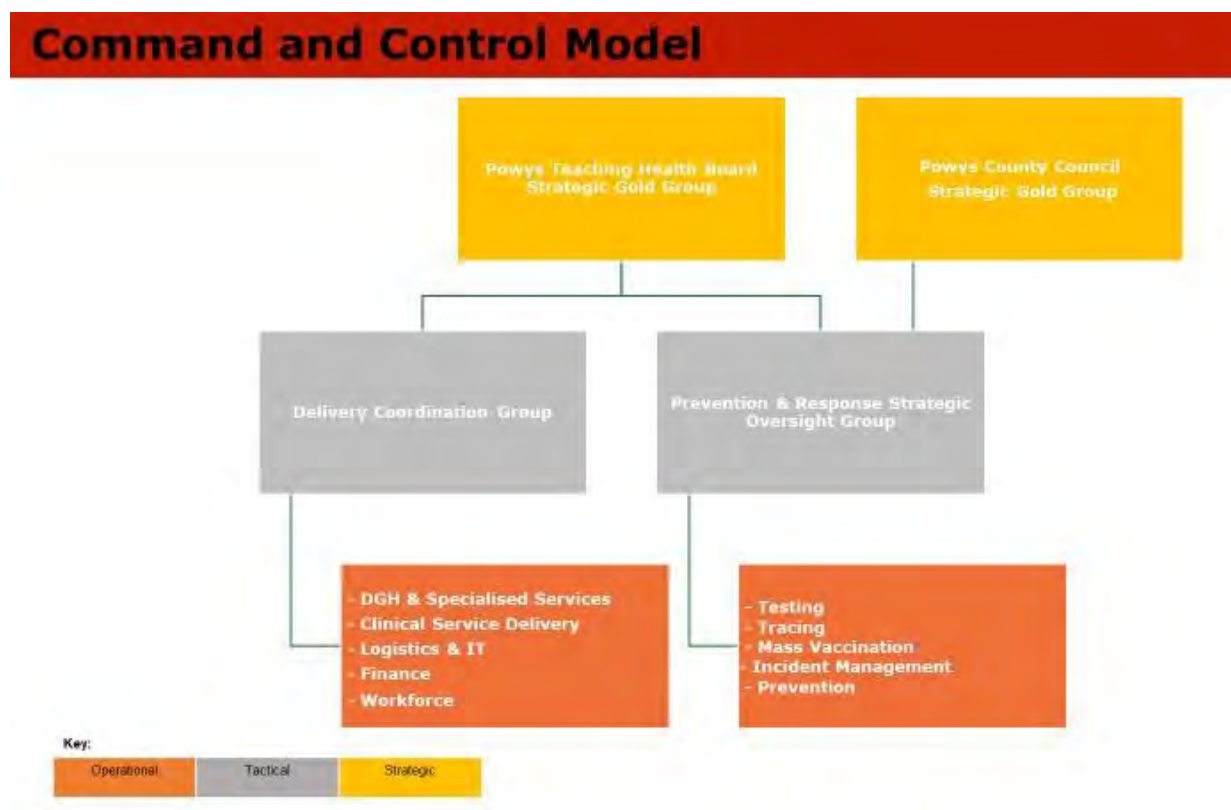 Command and Control Model
Powys Teaching Health Board
Strategic Gold Group
Powys County Council
Strategic Gold Group
Delivery Coordination Group
Prevention & Response Strategic
Oversight Group
- DGH & Specialised Services
- Clinical Service Delivery
- Logistics & IT
- Finance
- Workforce
- Testing
- Tracing
- Mass Vaccination
- Incident Management
- Prevention
Key:
Operational
Tactical
Strategic